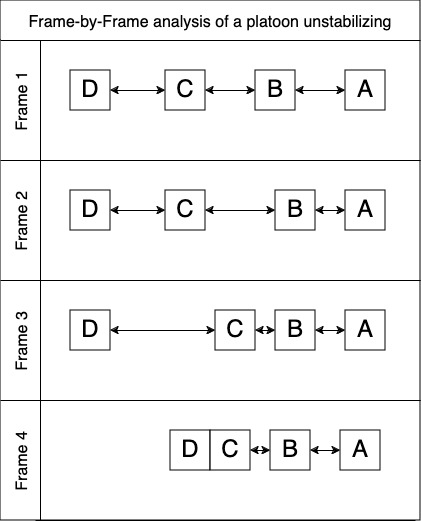 Frame-by-Frame analysis of a platoon unstabilizing
Frame 1
D C B A
Frame 2
D C B A
Frame 3
D C B A
Frame 4
D C B A